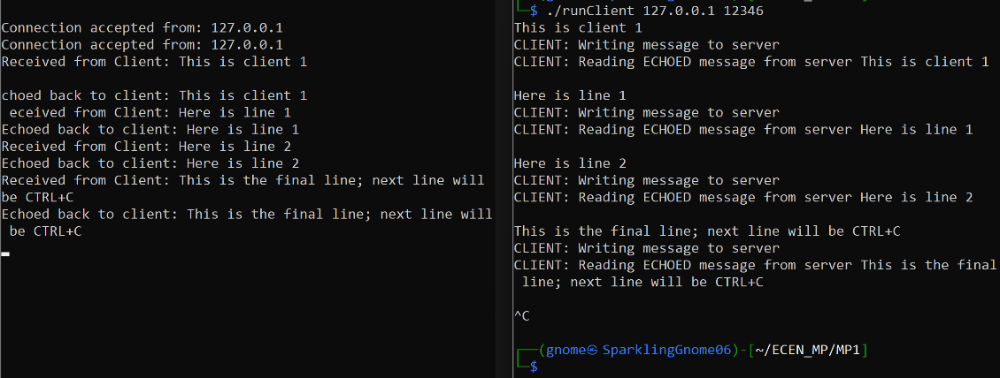 Connection accepted from: 127.0.0.1
Connection accepted from: 127.0.0.1
Received from Client: This is client 1
choed back to client: This is client 1
eceived from Client: Here is line 1
Echoed back to client: Here is line 1
Received from Client: Here is line 2
Echoed back to client: Here is line 2
Received from Client: This is the final line; next line will
be CTRL+C
Echoed back to client: This is the final line; next line will
be CTRL+C
$ ./runClient 127.0.0.1 12346
This is client 1
CLIENT: Writing message to server
CLIENT: Reading ECHOED message from server This is client 1
Here is line 1
CLIENT: Writing message to server
CLIENT: Reading ECHOED message from server Here is line 1
Here is line 2
CLIENT: Writing message to server
CLIENT: Reading ECHOED message from server Here is line 2
This is the final line; next line will be CTRL+C
CLIENT: Writing message to server
CLIENT: Reading ECHOED message from server This is the final
line; next line will be CTRL+C
^C
(gnome㉿SparklingGnome06)-[~/ECEN_MP/MP1]
$